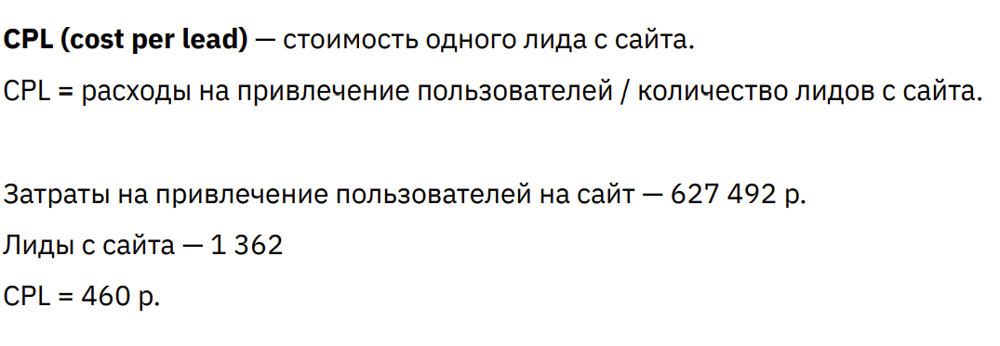 CPL (cost per lead) — стоимость одного лида с сайта.
CPL = расходы на привлечение пользователей / количество лидов с сайта.
Затраты на привлечение пользователей на сайт — 627 492 р.
Лиды с сайта — 1 362
CPL = 460 р.